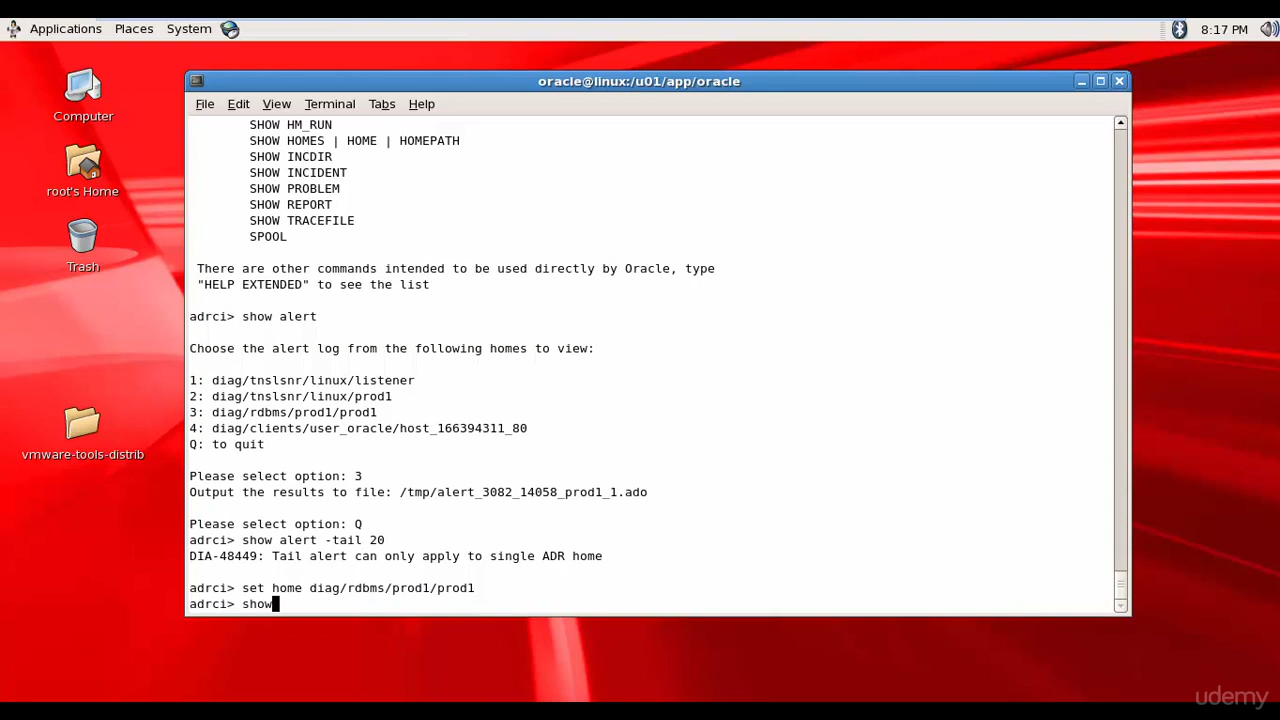 Applications Places System 8:17 PM
oracle@linux:/u01/app/oracle
File Edit View Terminal Tabs Help
Computer
root's Home
Trash
vmware-tools-distrib
SHOW HM_RUN
SHOW HOMES | HOME | HOMEPATH
SHOW INCDIR
SHOW INCIDENT
SHOW PROBLEM
SHOW REPORT
SHOW TRACEFILE
SPOOL
There are other commands intended to be used directly by Oracle, type
"HELP EXTENDED" to see the list
adrci> show alert
Choose the alert log from the following homes to view:
1: diag/tnslsnr/linux/listener
2: diag/tnslsnr/linux/prod1
3: diag/rdbms/prod1/prod1
4: diag/clients/user_oracle/host_166394311_80
Q: to quit
Please select option: 3
Output the results to file: /tmp/alert_3082_14058_prod1_1.ado
Please select option: Q
adrci> show alert -tail 20
DIA-48449: Tail alert can only apply to single ADR home
adrci> set home diag/rdbms/prod1/prod1
adrci> show
udemy